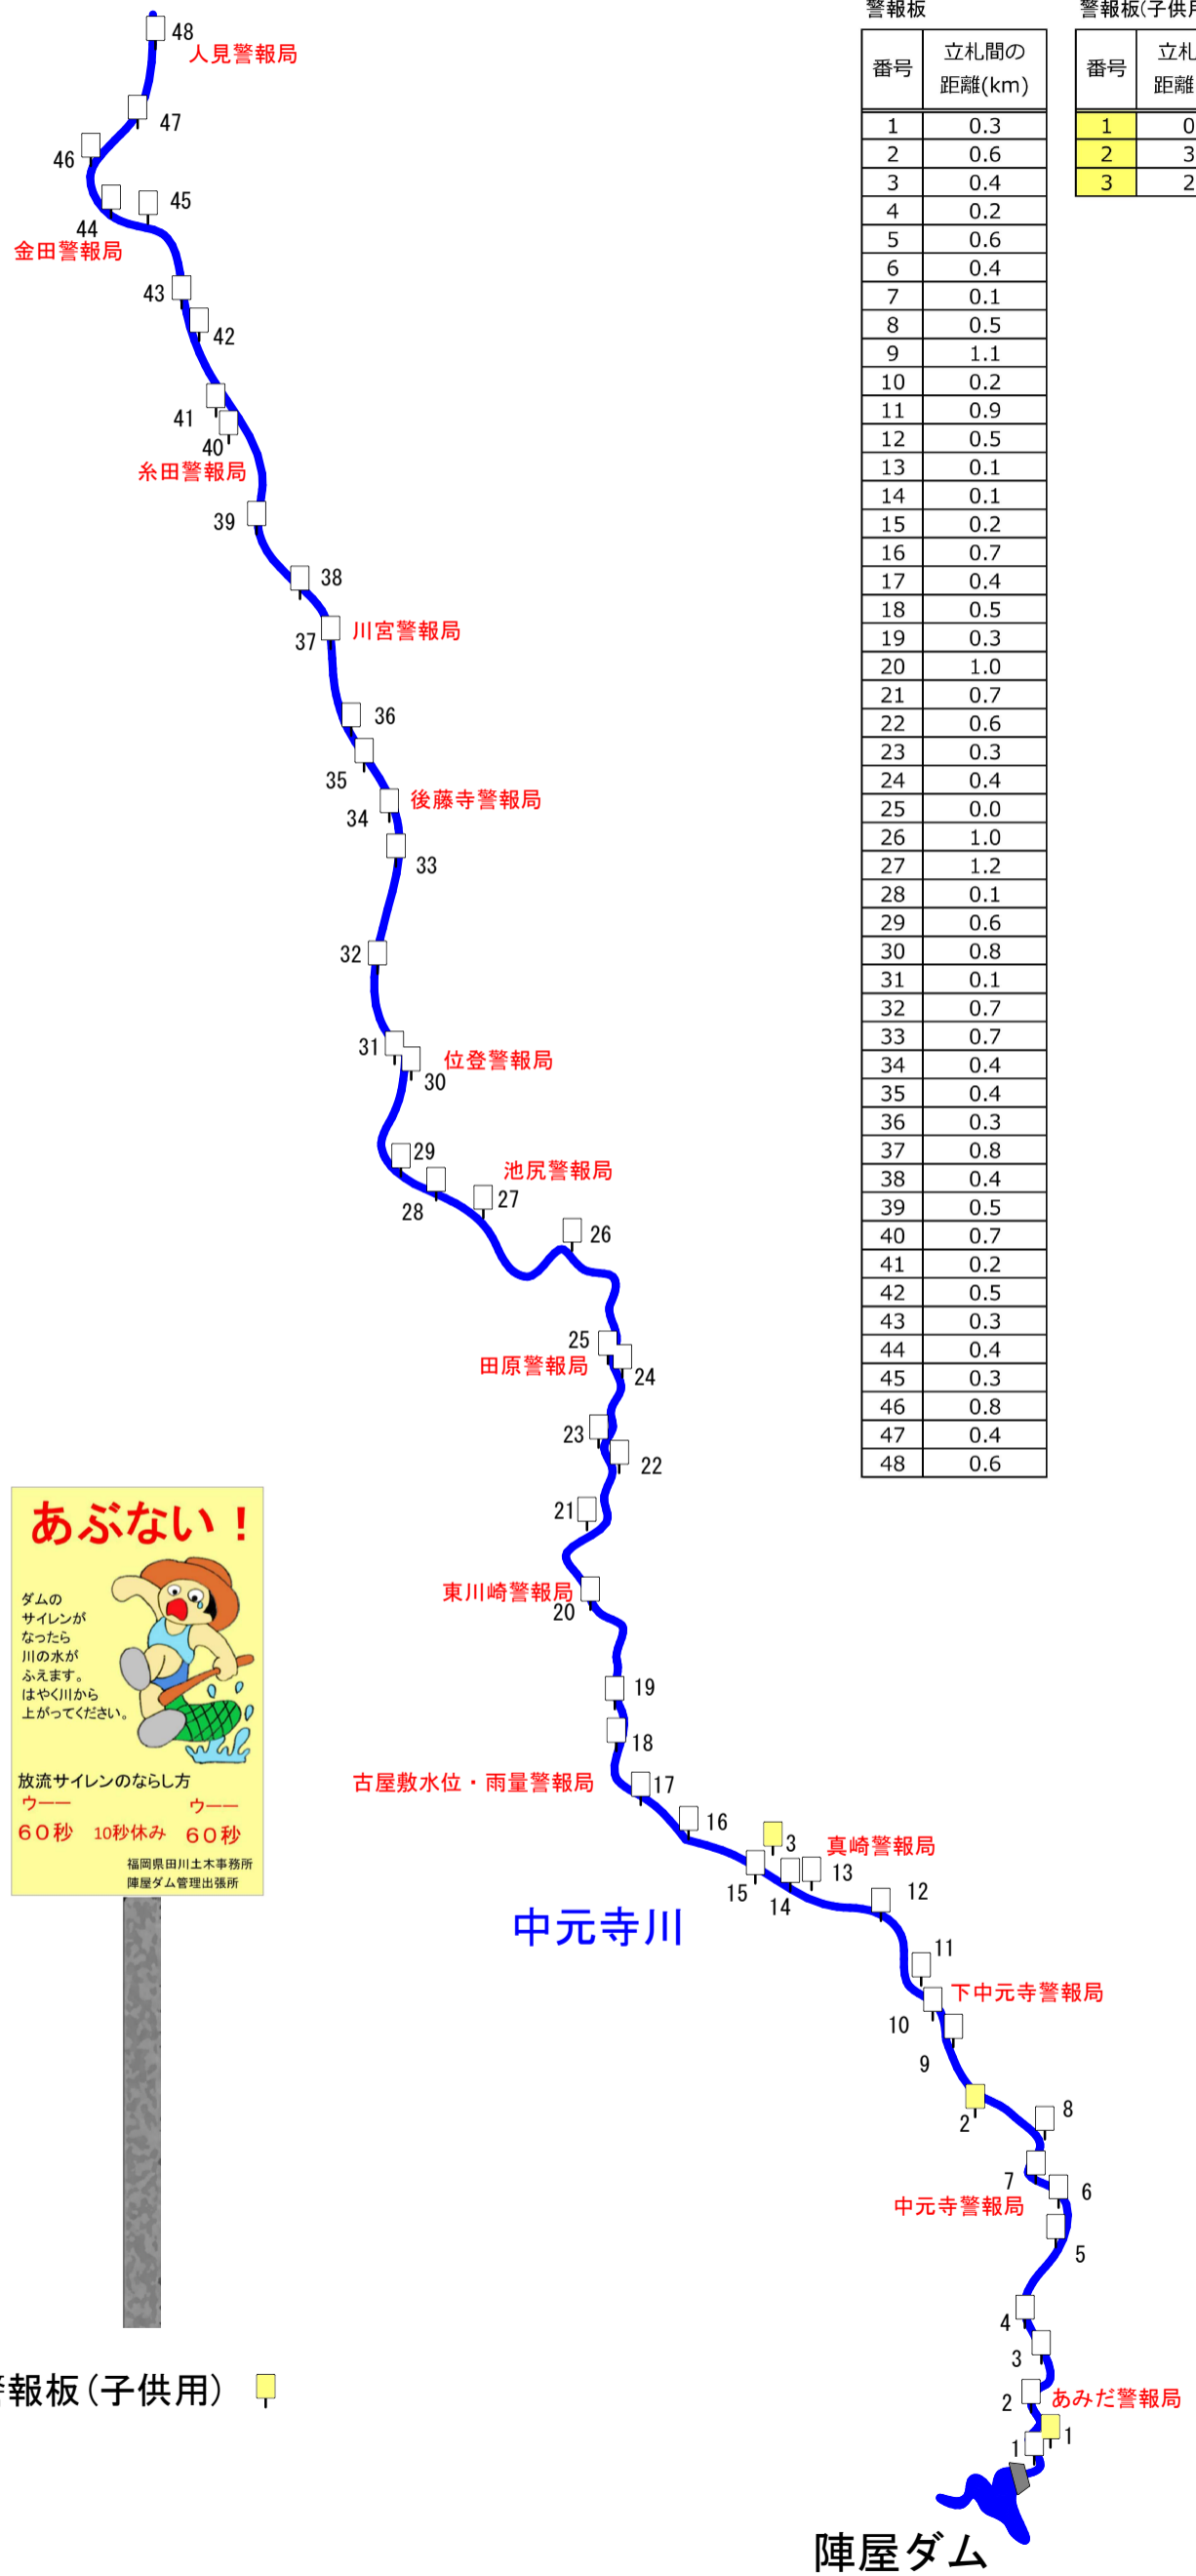 警報板
番号 立札間の
距離(km)
1 0.3
2 0.6
3 0.4
4 0.2
5 0.6
6 0.4
7 0.1
8 0.5
9 1.1
10 0.2
11 0.9
12 0.5
13 0.1
14 0.1
15 0.2
16 0.7
17 0.4
18 0.5
19 0.3
20 1.0
21 0.7
22 0.6
23 0.3
24 0.4
25 0.0
26 1.0
27 1.2
28 0.1
29 0.6
30 0.8
31 0.1
32 0.7
33 0.7
34 0.4
35 0.4
36 0.3
37 0.8
38 0.4
39 0.5
40 0.7
41 0.2
42 0.5
43 0.3
44 0.4
45 0.3
46 0.8
47 0.4
48 0.6
警報板(子供用
番号 立札
距離
1 0
2 3
3 2
48
人見警報局
47
46
45
44
金田警報局
43
42
41
40
糸田警報局
39
38
37
川宮警報局
36
35
後藤寺警報局
34
33
32
31
位登警報局
30
29
池尻警報局
28
27
26
25
田原警報局
24
23
22
21
東川崎警報局
20
19
18
古屋敷水位・雨量警報局
17
16
3
真崎警報局
15
14
13
12
中元寺川
11
下中元寺警報局
10
9
8
2
7
6
中元寺警報局
5
4
3
2
あみだ警報局
1
1
陣屋ダム
あぶない！
ダムの
サイレンが
なったら
川の水が
ふえます。
はやく川から
上がってください。
放流サイレンのならし方
ウーー ウーー
60秒 10秒休み 60秒
福岡県田川土木事務所
陣屋ダム管理出張所
報板(子供用)